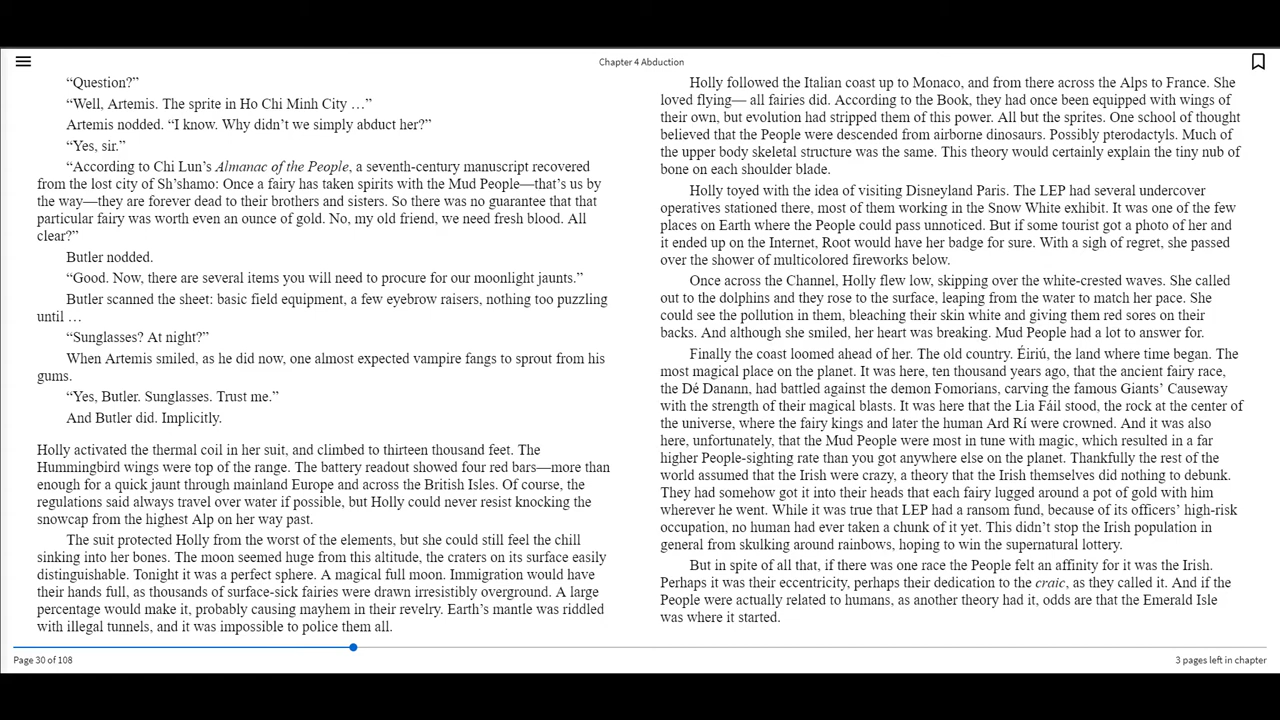 Chapter 4 Abduction
“Question?”
“Well, Artemis. The sprite in Ho Chi Minh City …”
Artemis nodded. “I know. Why didn’t we simply abduct her?”
“Yes, sir.”
“According to Chi Lun’s Almanac of the People, a seventh-century manuscript recovered
from the lost city of Sh’shamo: Once a fairy has taken spirits with the Mud People—that’s us by
the way—they are forever dead to their brothers and sisters. So there was no guarantee that that
particular fairy was worth even an ounce of gold. No, my old friend, we need fresh blood. All
clear?”
Butler nodded.
“Good. Now, there are several items you will need to procure for our moonlight jaunts.”
Butler scanned the sheet: basic field equipment, a few eyebrow raisers, nothing too puzzling
until …
“Sunglasses? At night?”
When Artemis smiled, as he did now, one almost expected vampire fangs to sprout from his
gums.
“Yes, Butler. Sunglasses. Trust me.”
And Butler did. Implicitly.
Holly activated the thermal coil in her suit, and climbed to thirteen thousand feet. The
Hummingbird wings were top of the range. The battery readout showed four red bars—more than
enough for a quick jaunt through mainland Europe and across the British Isles. Of course, the
regulations said always travel over water if possible, but Holly could never resist knocking the
snowcap from the highest Alp on her way past.
The suit protected Holly from the worst of the elements, but she could still feel the chill
sinking into her bones. The moon seemed huge from this altitude, the craters on its surface easily
distinguishable. Tonight it was a perfect sphere. A magical full moon. Immigration would have
their hands full, as thousands of surface-sick fairies were drawn irresistibly overground. A large
percentage would make it, probably causing mayhem in their revelry. Earth’s mantle was riddled
with illegal tunnels, and it was impossible to police them all.
Holly followed the Italian coast up to Monaco, and from there across the Alps to France. She
loved flying— all fairies did. According to the Book, they had once been equipped with wings of
their own, but evolution had stripped them of this power. All but the sprites. One school of thought
believed that the People were descended from airborne dinosaurs. Possibly pterodactyls. Much of
the upper body skeletal structure was the same. This theory would certainly explain the tiny nub of
bone on each shoulder blade.
Holly toyed with the idea of visiting Disneyland Paris. The LEP had several undercover
operatives stationed there, most of them working in the Snow White exhibit. It was one of the few
places on Earth where the People could pass unnoticed. But if some tourist got a photo of her and
it ended up on the Internet, Root would have her badge for sure. With a sigh of regret, she passed
over the shower of multicolored fireworks below.
Once across the Channel, Holly flew low, skipping over the white-crested waves. She called
out to the dolphins and they rose to the surface, leaping from the water to match her pace. She
could see the pollution in them, bleaching their skin white and giving them red sores on their
backs. And although she smiled, her heart was breaking. Mud People had a lot to answer for.
Finally the coast loomed ahead of her. The old country. Éiriú, the land where time began. The
most magical place on the planet. It was here, ten thousand years ago, that the ancient fairy race,
the Dé Danann, had battled against the demon Fomorians, carving the famous Giants’ Causeway
with the strength of their magical blasts. It was here that the Lia Fáil stood, the rock at the center of
the universe, where the fairy kings and later the human Ard Rí were crowned. And it was also
here, unfortunately, that the Mud People were most in tune with magic, which resulted in a far
higher People-sighting rate than you got anywhere else on the planet. Thankfully the rest of the
world assumed that the Irish were crazy, a theory that the Irish themselves did nothing to debunk.
They had somehow got it into their heads that each fairy lugged around a pot of gold with him
wherever he went. While it was true that LEP had a ransom fund, because of its officers’ high-risk
occupation, no human had ever taken a chunk of it yet. This didn’t stop the Irish population in
general from skulking around rainbows, hoping to win the supernatural lottery.
But in spite of all that, if there was one race the People felt an affinity for it was the Irish.
Perhaps it was their eccentricity, perhaps their dedication to the craic, as they called it. And if the
People were actually related to humans, as another theory had it, odds are that the Emerald Isle
was where it started.
Page 30 of 108
3 pages left in chapter